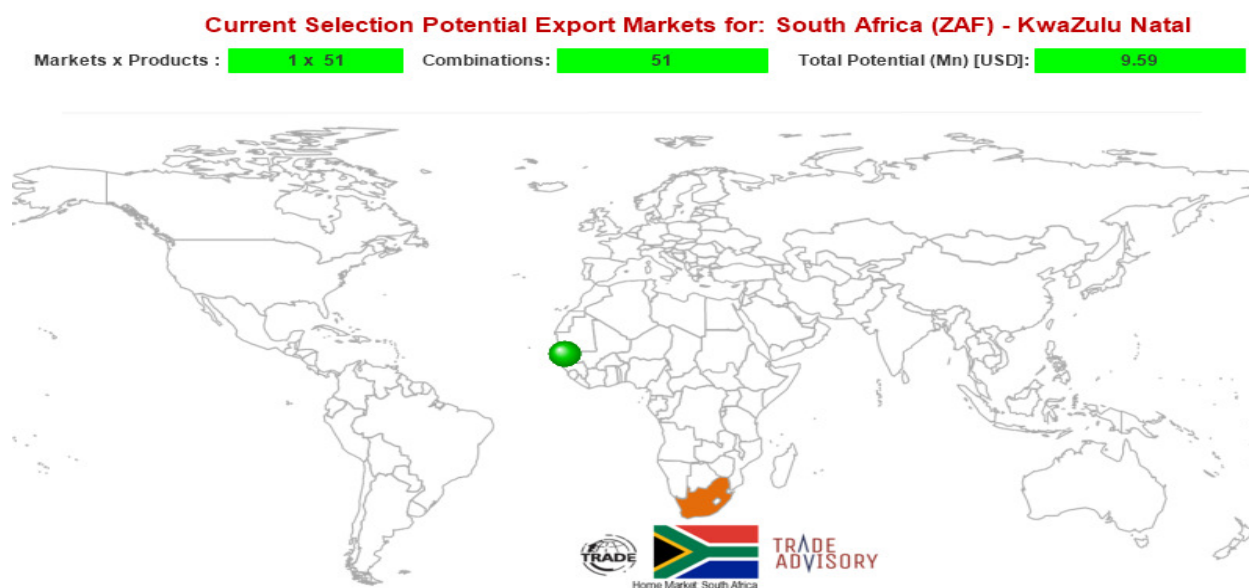 Current Selection Potential Export Markets for: South Africa (ZAF) - KwaZulu Natal
Markets x Products : 1 x 51 Combinations: 51 Total Potential (Mn) [USD]: 9.59
TRADE
TRADE
ADVISORY
Home Market South Africa